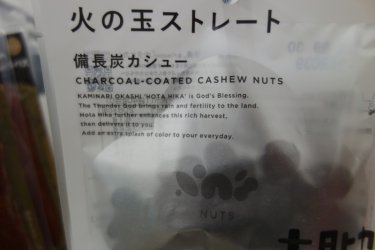 火の玉ストレート
備長炭カシュー
CHARCOAL-COATED CASHEW NUTS
KAMINARI OKASHI 'HOTA HIKA' is God's Blessing.
The Thunder God brings rain and fertility to the land.
Hota Hika further enhances this rich harvest,
then delivers it to you.
Add an extra splash of color to your everyday.
NUTS